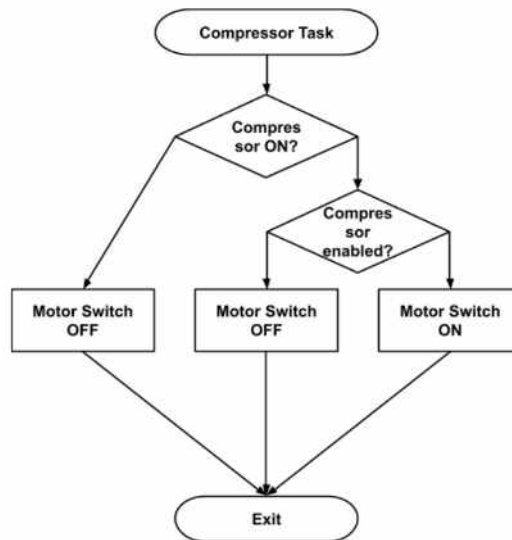 Compressor Task
Compres
sor ON?
Compres
sor
enabled?
Motor Switch
OFF
Motor Switch
OFF
Motor Switch
ON
Exit